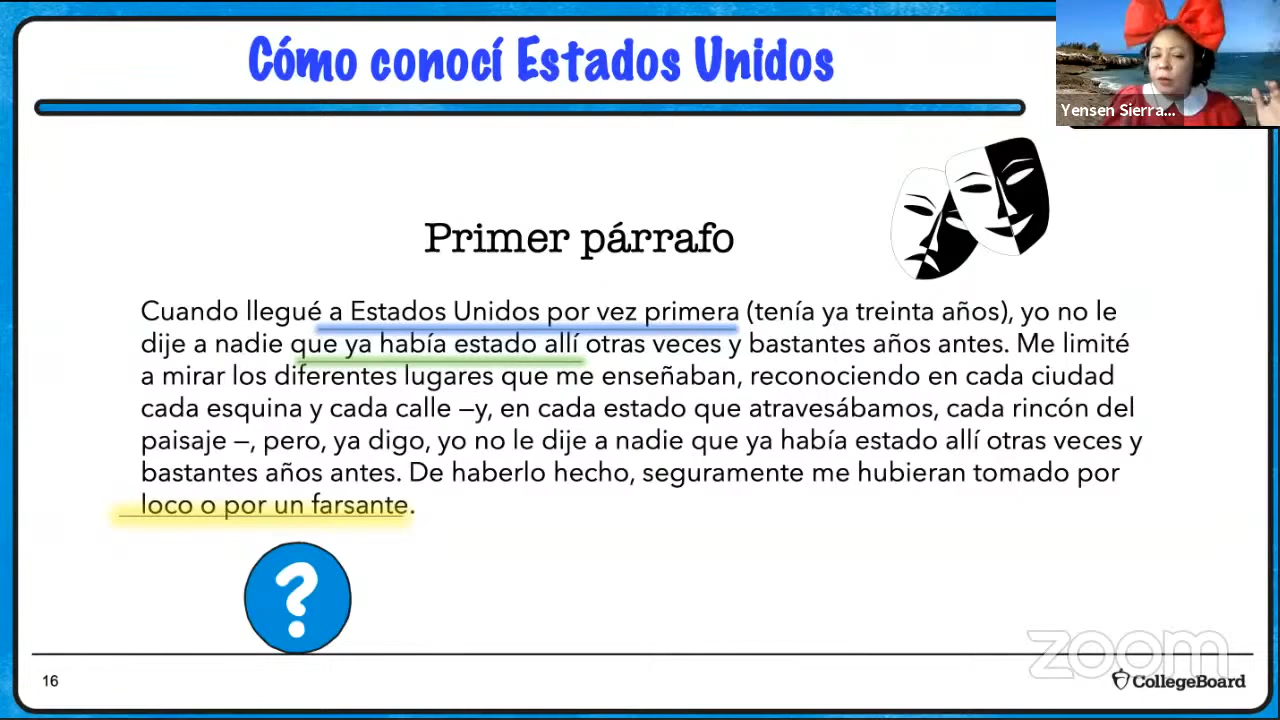 Cómo conocí Estados Unidos
Yensen Sierra...
Primer párrafo
Cuando llegué a Estados Unidos por vez primera (tenía ya treinta años), yo no le
dije a nadie que ya había estado allí otras veces y bastantes años antes. Me limité
a mirar los diferentes lugares que me enseñaban, reconociendo en cada ciudad
cada esquina y cada calle —y, en cada estado que atravesábamos, cada rincón del
paisaje —, pero, ya digo, yo no le dije a nadie que ya había estado allí otras veces y
bastantes años antes. De haberlo hecho, seguramente me hubieran tomado por
loco o por un farsante.
?
zoom
16
CollegeBoard